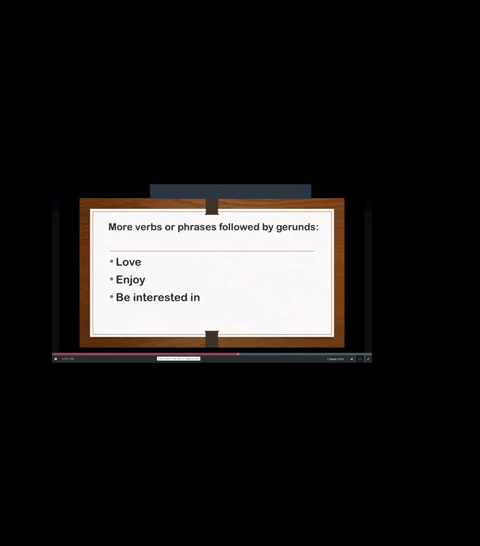 More verbs or phrases followed by gerunds:
• Love
• Enjoy
• Be interested in